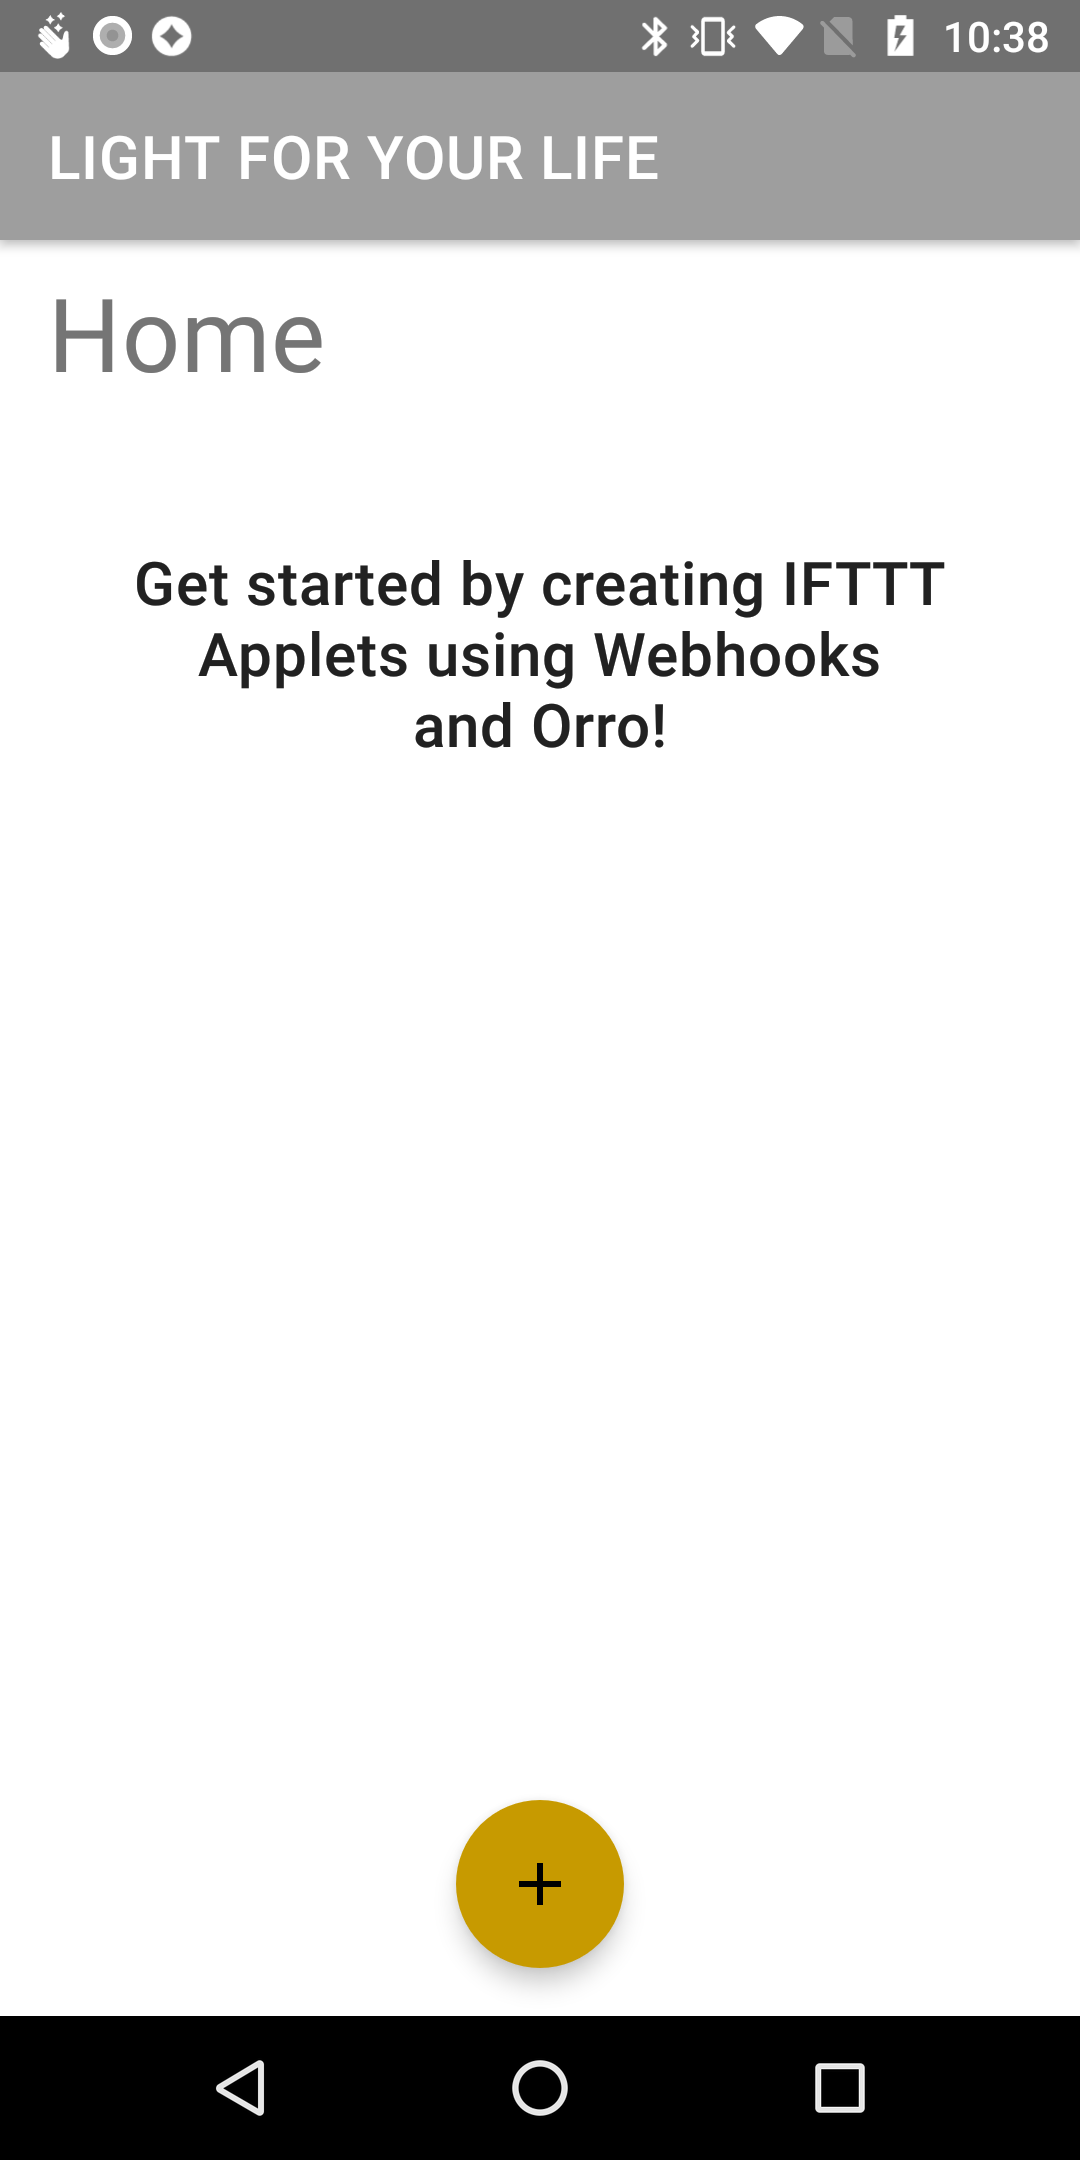 10:38
LIGHT FOR YOUR LIFE
Home
Get started by creating IFTTT
Applets using Webhooks
and Orro!